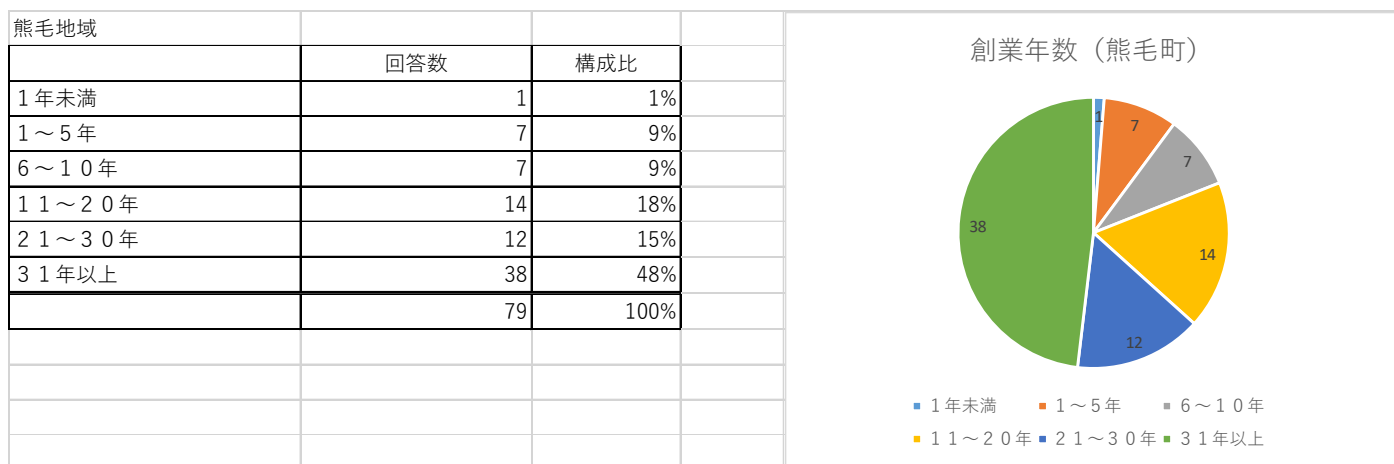 熊毛地域
回答数 構成比
１年未満 1 1%
１～５年 7 9%
６～１０年 7 9%
１１～２０年 14 18%
２１～３０年 12 15%
３１年以上 38 48%
79 100%
創業年数（熊毛町）
1
7
7
14
12
38
１年未満 １～５年 ６～１０年
１１～２０年 ２１～３０年 ３１年以上